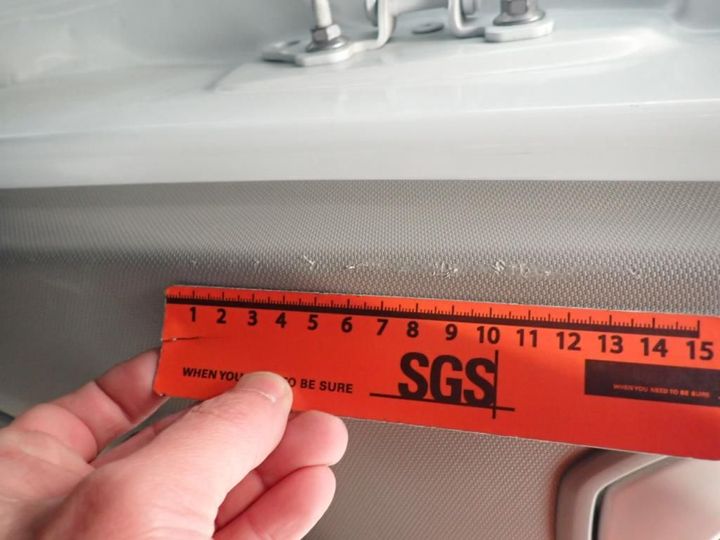 1 2 3 4 5 6 7 8 9 10 11 12 13 14 15
WHEN YOU O BE SURE
SGS
WHEN YOU NEED TO BE SURE